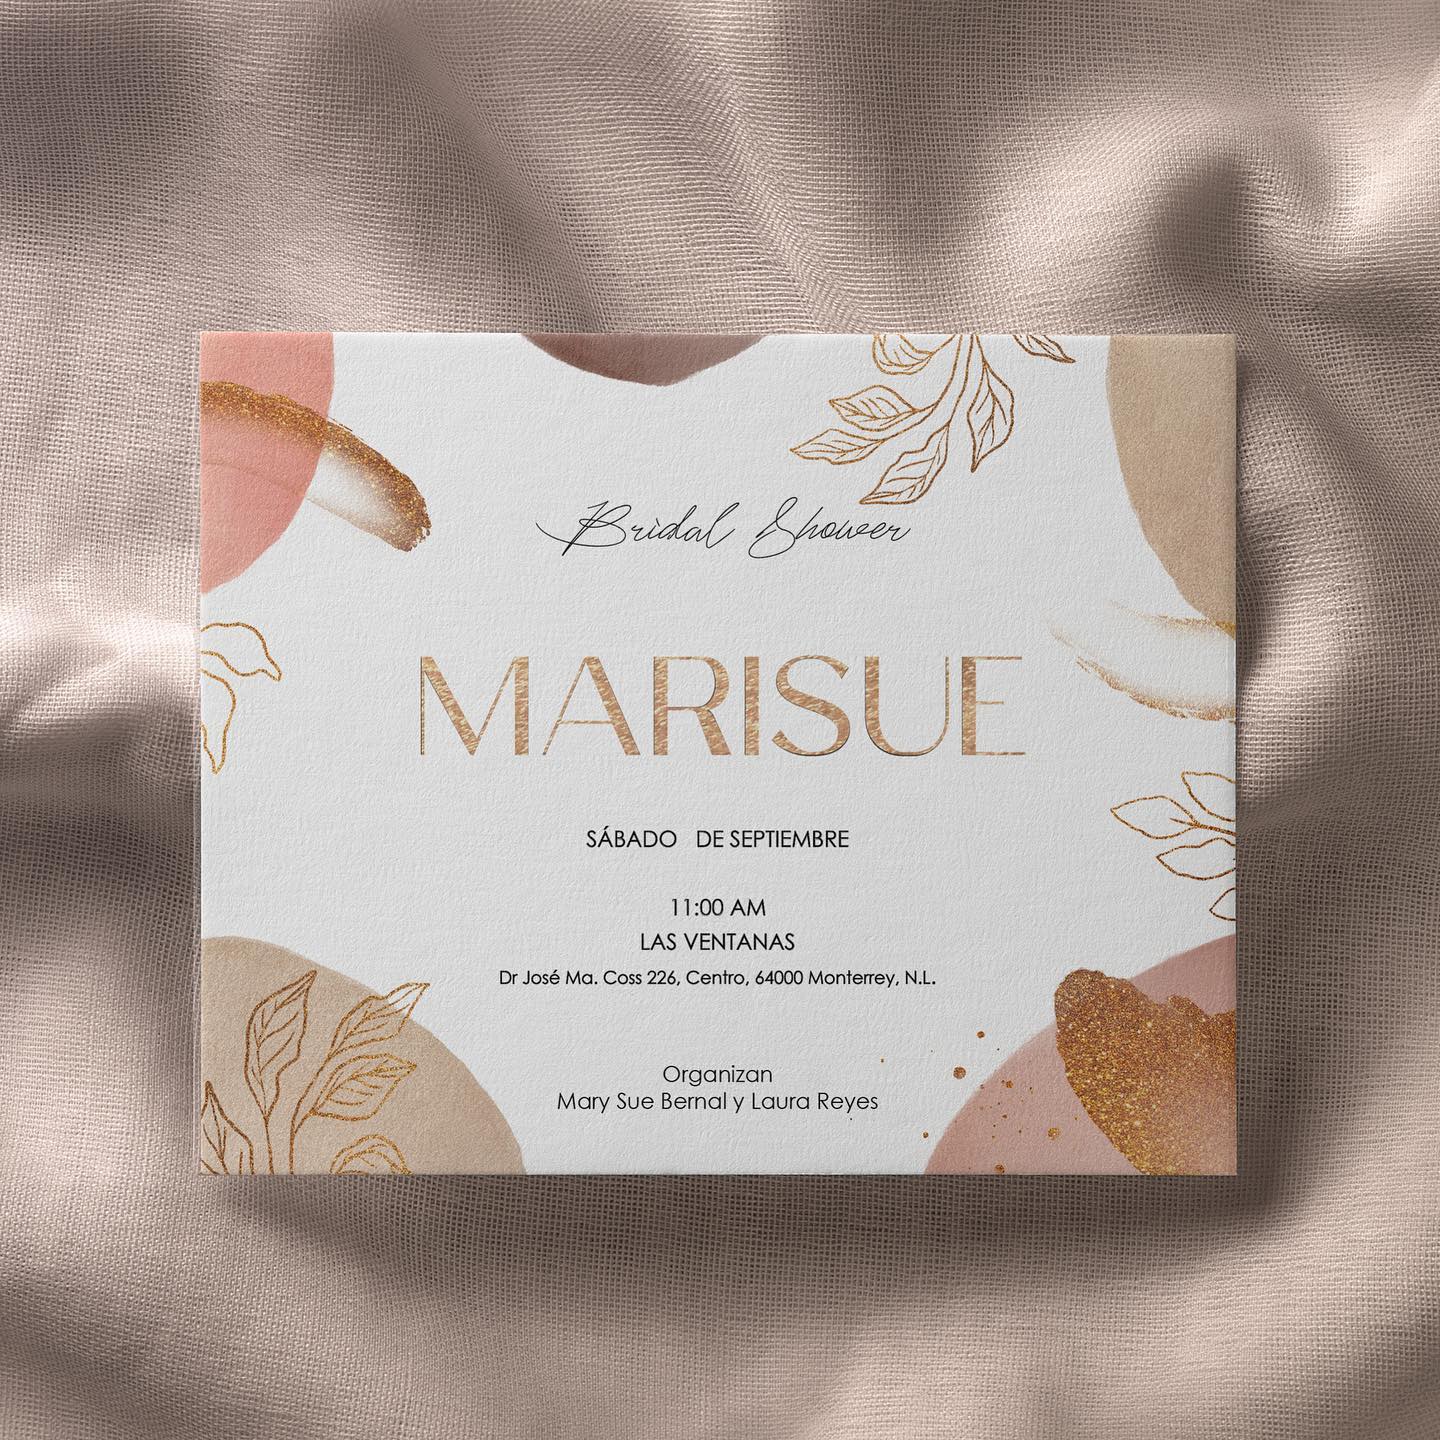 Bridal Shower
MARISUE
SÁBADO DE SEPTIEMBRE
11:00 AM
LAS VENTANAS
Dr José Ma. Coss 226, Centro, 64000 Monterrey, N.L.
Organizan
Mary Sue Bernal y Laura Reyes